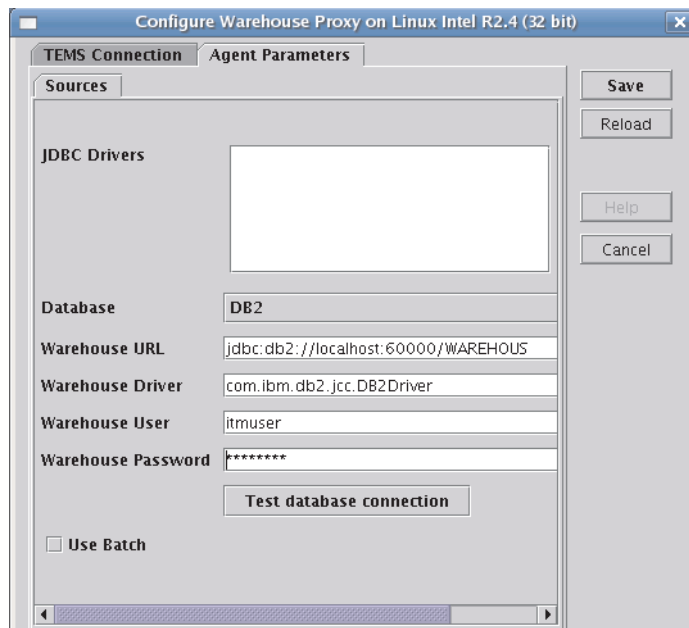 Configure Warehouse Proxy on Linux Intel R2.4 (32 bit)
TEMS Connection Agent Parameters
Sources
Save
Reload
JDBC Drivers
Help
Cancel
Database DB2
Warehouse URL jdbc:db2://localhost:60000/WAREHOUS
Warehouse Driver com.ibm.db2.jcc.DB2Driver
Warehouse User itmuser
Warehouse Password ********
Test database connection
Use Batch